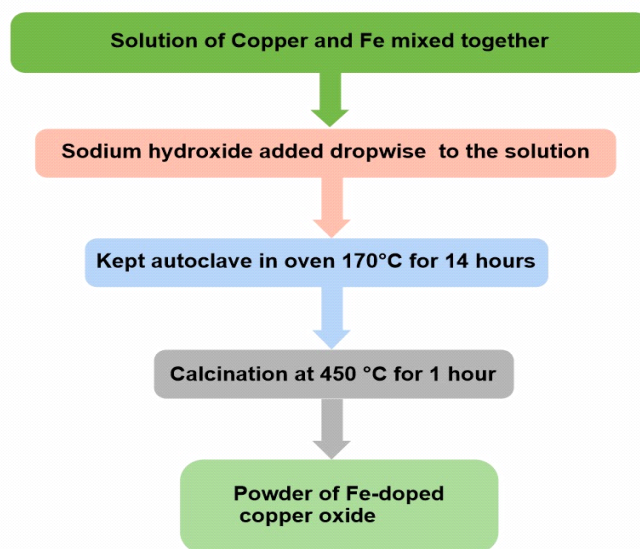 Solution of Copper and Fe mixed together
Sodium hydroxide added dropwise to the solution
Kept autoclave in oven 170°C for 14 hours
Calcination at 450 °C for 1 hour
Powder of Fe-doped
copper oxide